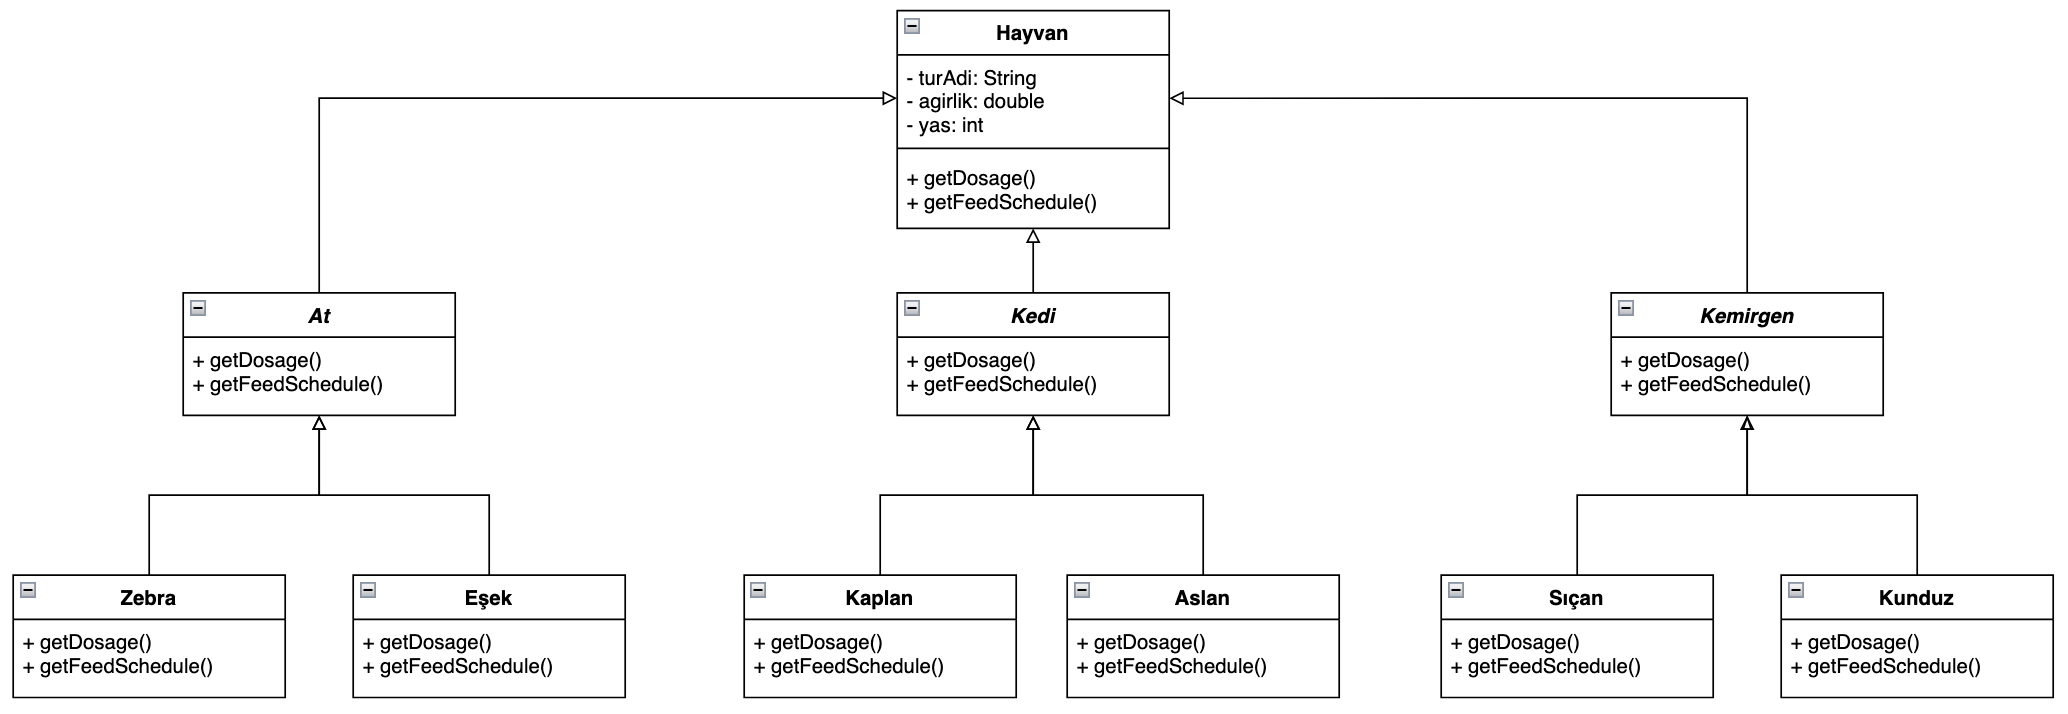 Hayvan
- turAdi: String
- agirlik: double
- yas: int
+ getDosage()
+ getFeedSchedule()
At
+ getDosage()
+ getFeedSchedule()
Kedi
+ getDosage()
+ getFeedSchedule()
Kemirgen
+ getDosage()
+ getFeedSchedule()
Zebra
+ getDosage()
+ getFeedSchedule()
Eşek
+ getDosage()
+ getFeedSchedule()
Kaplan
+ getDosage()
+ getFeedSchedule()
Aslan
+ getDosage()
+ getFeedSchedule()
Sıçan
+ getDosage()
+ getFeedSchedule()
Kunduz
+ getDosage()
+ getFeedSchedule()